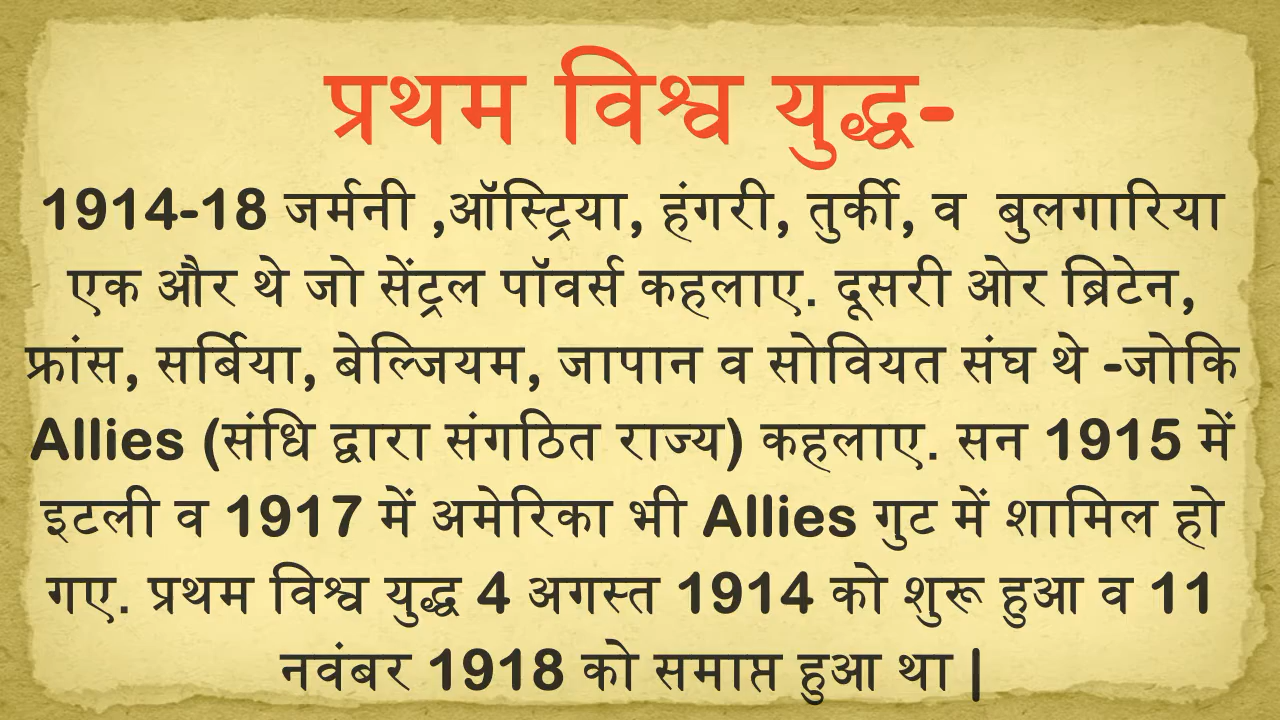 प्रथम विश्व युद्ध-
1914-18 जर्मनी ,ऑस्ट्रिया, हंगरी, तुर्की, व बुलगारिया
एक और थे जो सेंट्रल पॉवर्स कहलाए. दूसरी ओर ब्रिटेन,
फ्रांस, सर्बिया, बेल्जियम, जापान व सोवियत संघ थे -जोकि
Allies (संधि द्वारा संगठित राज्य) कहलाए. सन 1915 में
इटली व 1917 में अमेरिका भी Allies गुट में शामिल हो
गए. प्रथम विश्व युद्ध 4 अगस्त 1914 को शुरू हुआ व 11
नवंबर 1918 को समाप्त हुआ था |